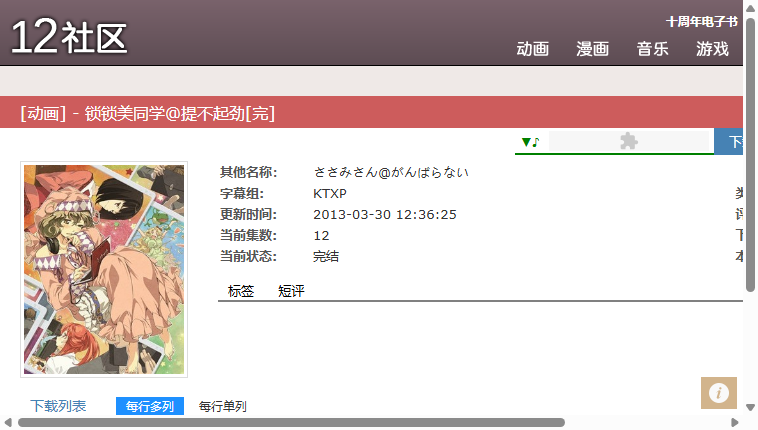 12社区
十周年电子书
动画 漫画 音乐 游戏
[动画] - 锁锁美同学@提不起劲[完]
▼♪
下
其他名称: ささみさん@がんばらない
字幕组: KTXP
更新时间: 2013-03-30 12:36:25
当前集数: 12
当前状态: 完结
标签 短评
下载列表 每行多列 每行单列